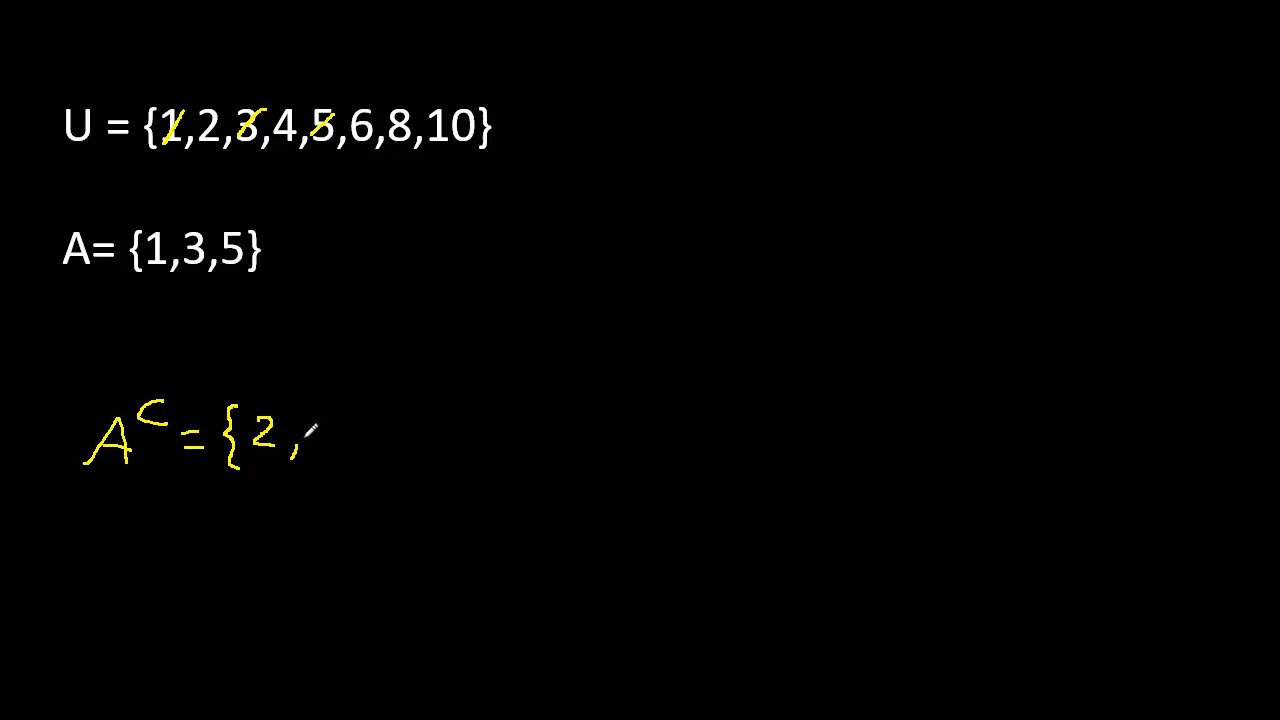 U = {1,2,3,4,5,6,8,10}
A= {1,3,5}
A^C = {2,